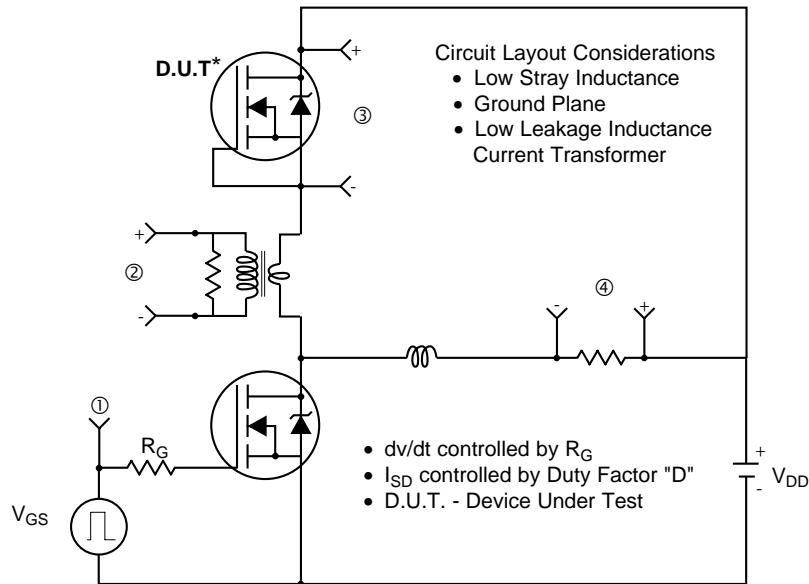 D.U.T*
+
③
-
Circuit Layout Considerations
• Low Stray Inductance
• Ground Plane
• Low Leakage Inductance
Current Transformer
+
②
-
④
-
+
①
RG
VGS
• dv/dt controlled by RG
• ISD controlled by Duty Factor "D"
• D.U.T. - Device Under Test
+
VDD
-